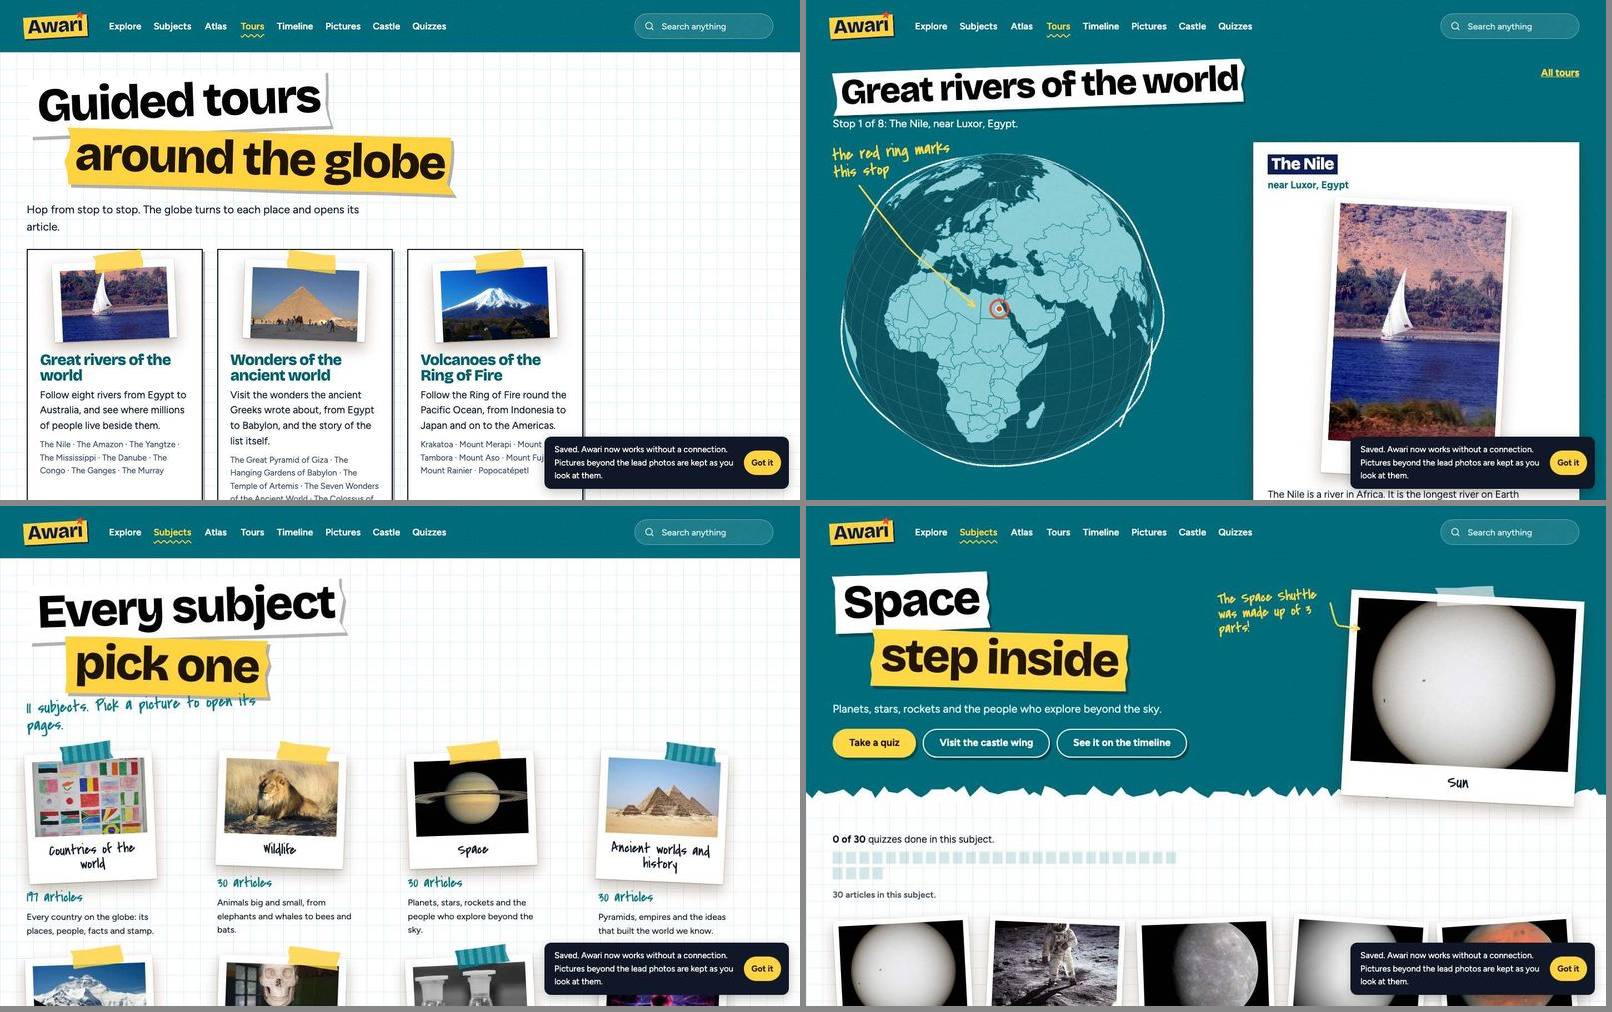 Awari Explore Subjects Atlas Tours Timeline Pictures Castle Quizzes Search anything
Guided tours
around the globe
Hop from stop to stop. The globe turns to each place and opens its
article.
Great rivers of the
world
Follow eight rivers from Egypt to
Australia, and see where millions
of people live beside them.
The Nile · The Amazon · The Yangtze ·
The Mississippi · The Danube · The
Congo · The Ganges · The Murray
Wonders of the
ancient world
Visit the wonders the ancient
Greeks wrote about, from Egypt
to Babylon, and the story of the
list itself.
The Great Pyramid of Giza · The
Hanging Gardens of Babylon · The
Temple of Artemis · The Seven Wonders
of the Ancient World · The Colossus of
Volcanoes of the
Ring of Fire
Follow the Ring of Fire round the
Pacific Ocean, from Indonesia to
Japan and on to the Americas.
Krakatoa · Mount Merapi · Mount
Tambora · Mount Aso · Mount Fuj
Mount Rainier · Popocatépetl
Saved. Awari now works without a connection.
Pictures beyond the lead photos are kept as you
look at them.
Got it
Awari Explore Subjects Atlas Tours Timeline Pictures Castle Quizzes Search anything
Great rivers of the world
All tours
Stop 1 of 8: The Nile, near Luxor, Egypt.
the red ring marks
this stop
The Nile
near Luxor, Egypt
The Nile is a river in Africa. It is the longest river on Earth
Saved. Awari now works without a connection.
Pictures beyond the lead photos are kept as you
look at them.
Got it
Awari Explore Subjects Atlas Tours Timeline Pictures Castle Quizzes Search anything
Every subject
pick one
11 subjects. Pick a picture to open its
pages.
Countries of the
world
197 articles
Every country on the globe: its
places, people, facts and stamp.
Wildlife
30 articles
Animals big and small, from
elephants and whales to bees and
bats.
Space
30 articles
Planets, stars, rockets and the
people who explore beyond the
sky.
Ancient worlds and
history
30 articles
Pyramids, empires and the ideas
that built the world we know.
Saved. Awari now works without a connection.
Pictures beyond the lead photos are kept as you
look at them.
Got it
Awari Explore Subjects Atlas Tours Timeline Pictures Castle Quizzes Search anything
Space
step inside
The Space Shuttle
was made up of 3
parts!
Sun
Planets, stars, rockets and the people who explore beyond the sky.
Take a quiz Visit the castle wing See it on the timeline
0 of 30 quizzes done in this subject.
30 articles in this subject.
Saved. Awari now works without a connection.
Pictures beyond the lead photos are kept as you
look at them.
Got it